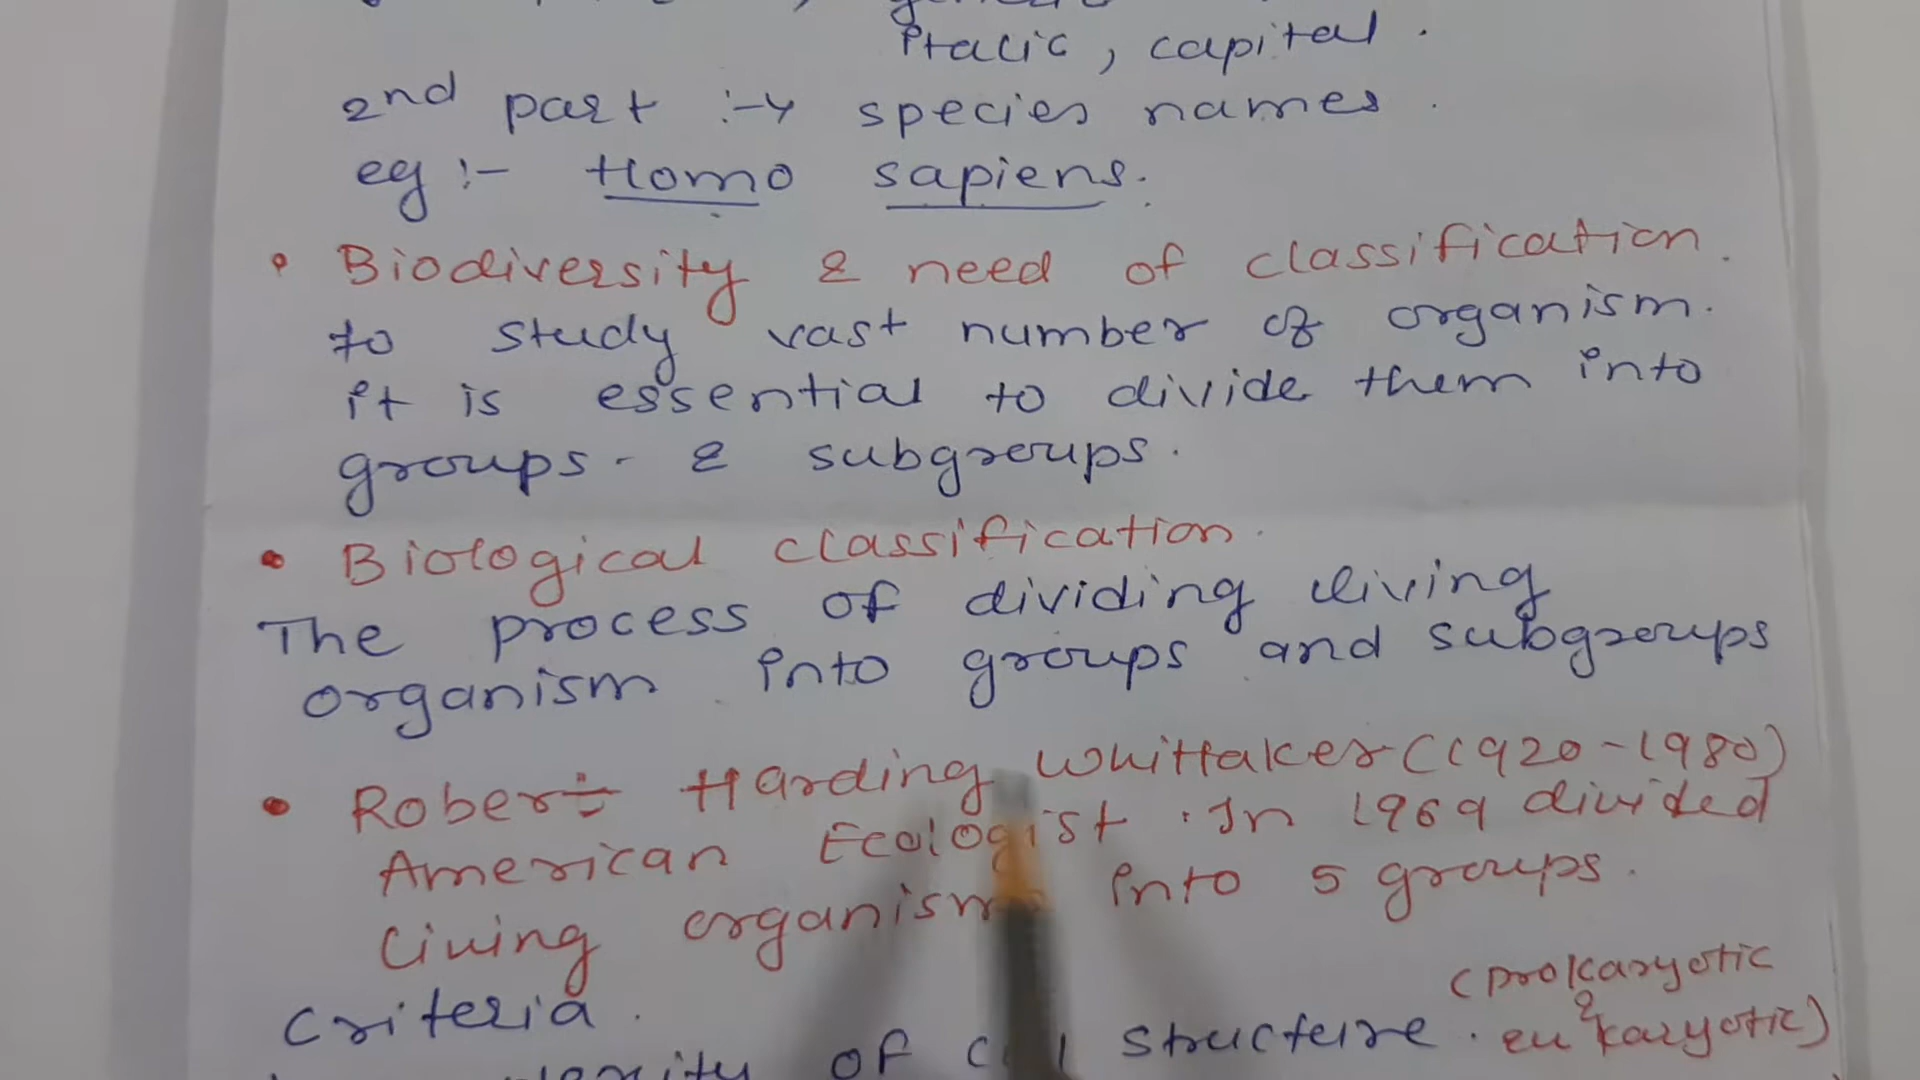 italic, capital.
2nd part :→ species names.
eg :- Homo sapiens.
• Biodiversity & need of classification.
to study vast number of organism.
it is essential to divide them into
groups. & subgroups.
• Biological classification.
The process of dividing living
organism into groups and subgroups
• Robert Harding Whittaker (1920-1980)
American Ecologist. In 1969 divided
living organism into 5 groups.
(prokaryotic
Criteria.
of structure. & eukaryotic)